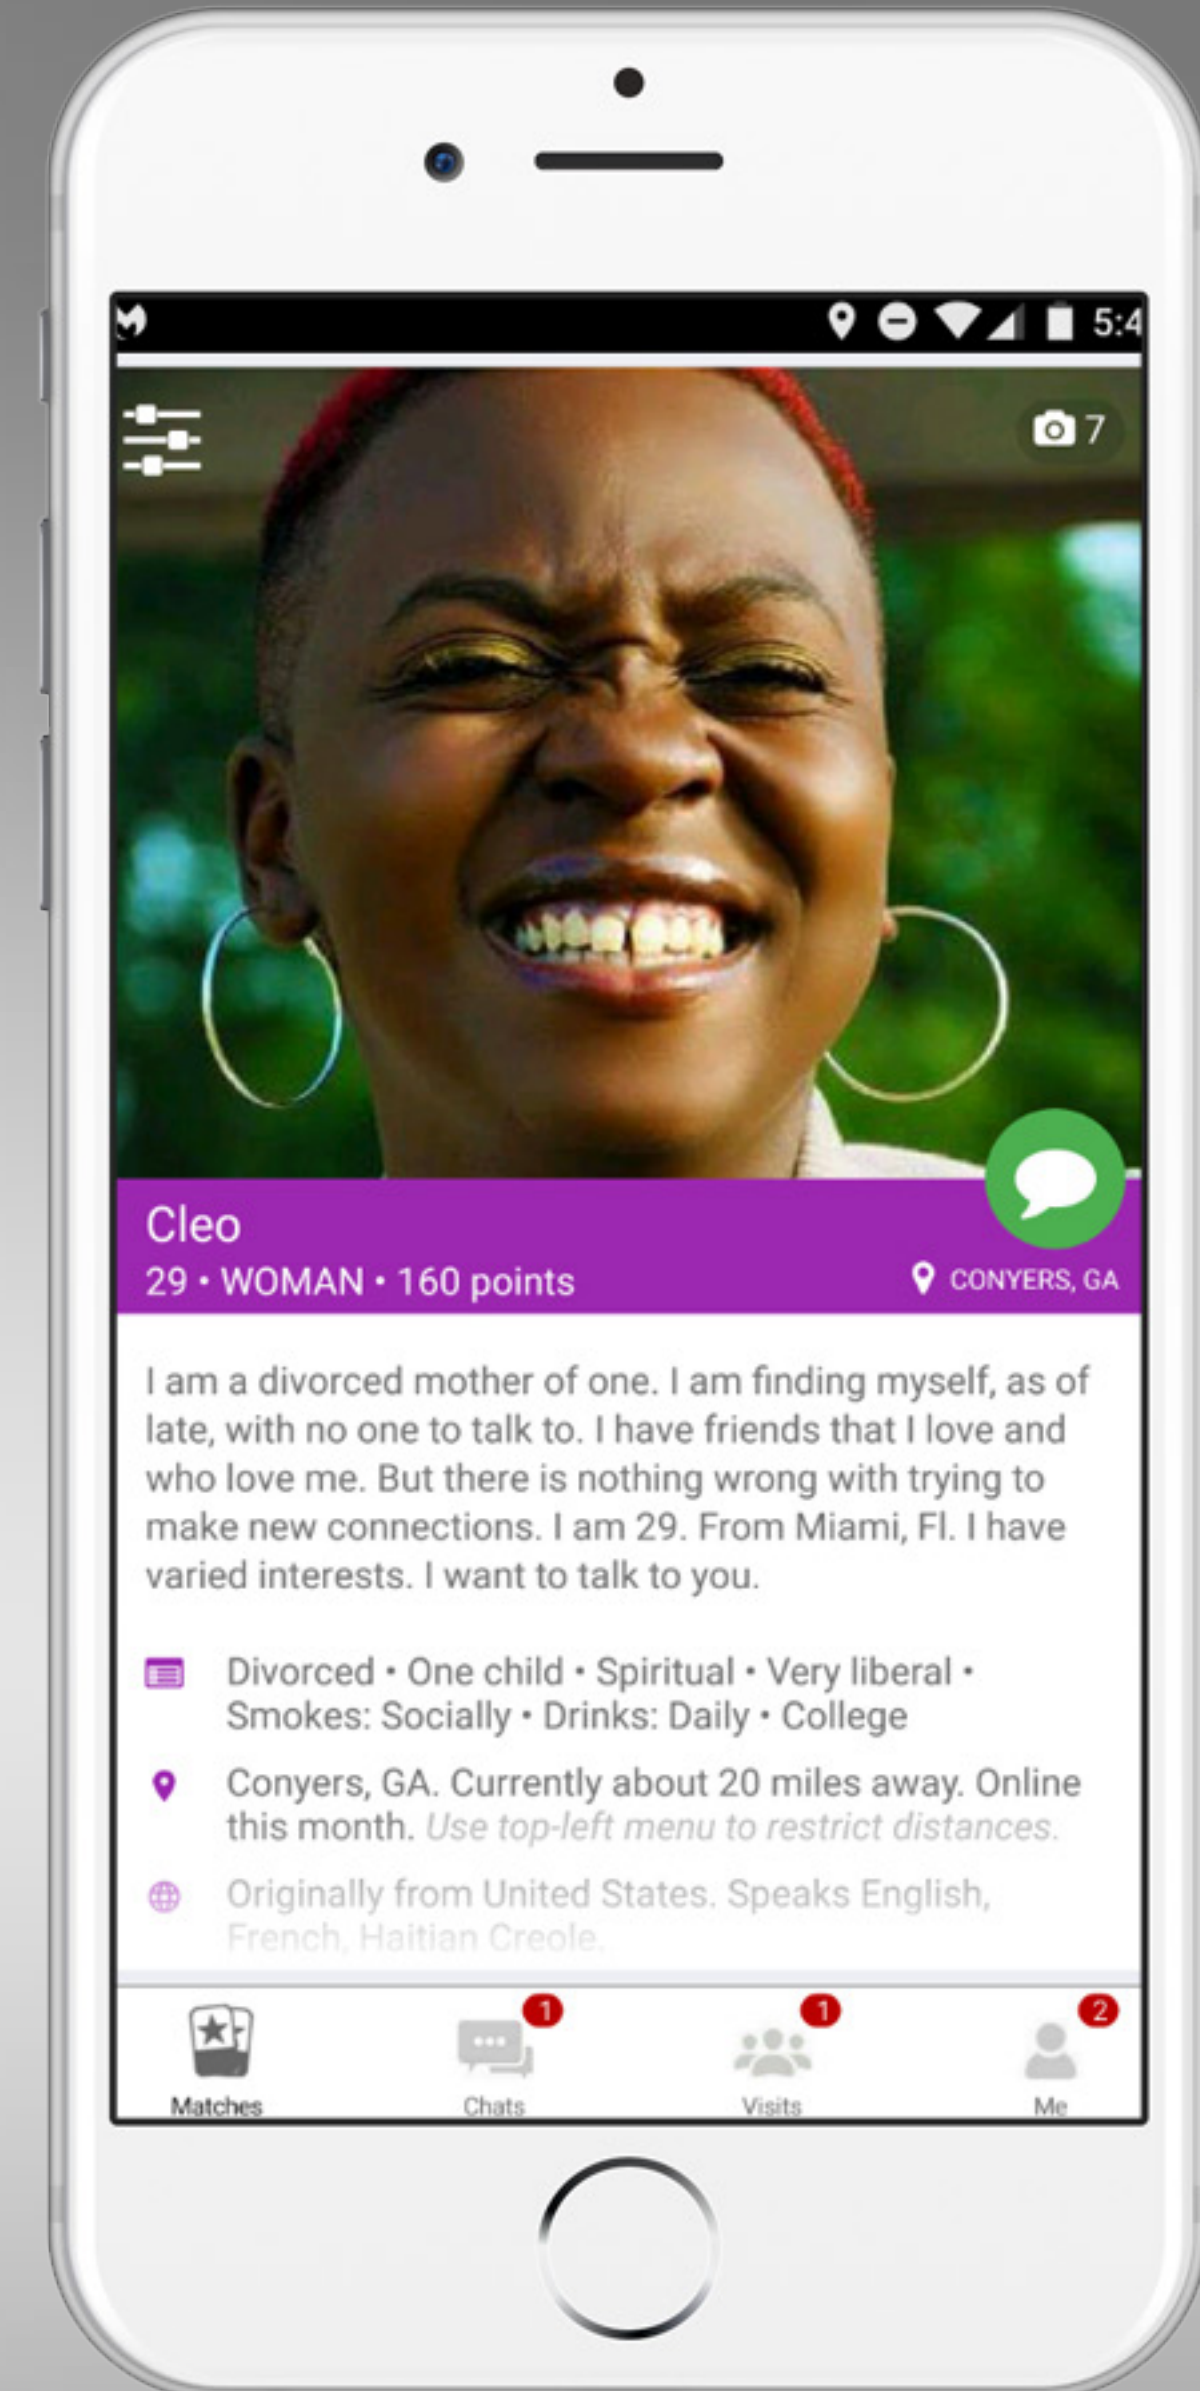 5:4
7
Cleo
29 • WOMAN • 160 points
CONYERS, GA
I am a divorced mother of one. I am finding myself, as of
late, with no one to talk to. I have friends that I love and
who love me. But there is nothing wrong with trying to
make new connections. I am 29. From Miami, Fl. I have
varied interests. I want to talk to you.
Divorced • One child • Spiritual • Very liberal •
Smokes: Socially • Drinks: Daily • College
Conyers, GA. Currently about 20 miles away. Online
this month. Use top-left menu to restrict distances.
Originally from United States. Speaks English,
French, Haitian Creole.
1
1
2
Matches
Chats
Visits
Me